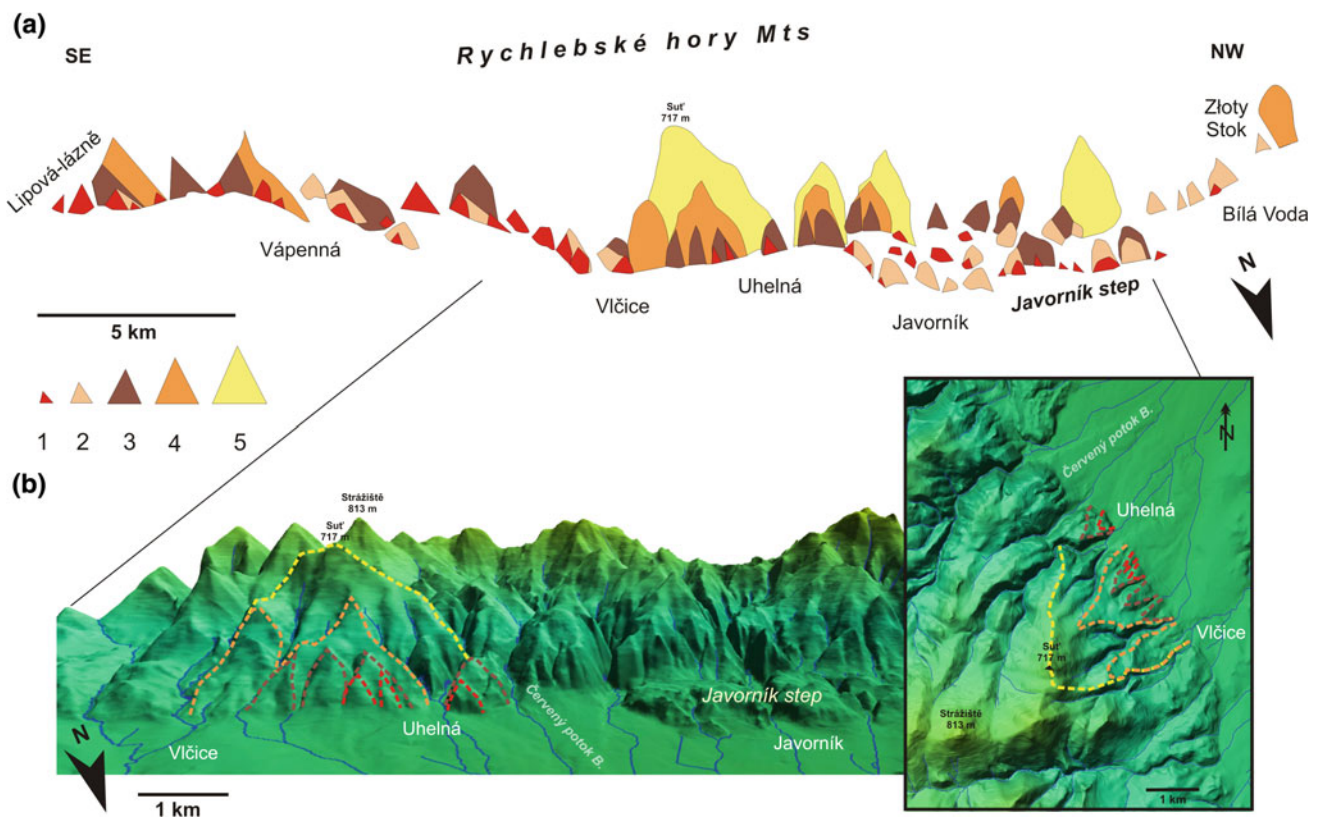 (a)
Rychlebské hory Mts
SE
NW
Suť
717 m
Złoty
Stok
Lipová-lázně
Bílá Voda
Vápenná
N
Uhelná
Vlčice
Javorník step
Javorník
5 km
1 2 3 4 5
(b)
Strážiště
813 m
Suť
717 m
Javorník step
Červený potok B.
Uhelná
Javorník
Vlčice
N
1 km
Červený potok B.
N
Uhelná
Vlčice
Suť
717 m
Strážiště
813 m
1 km